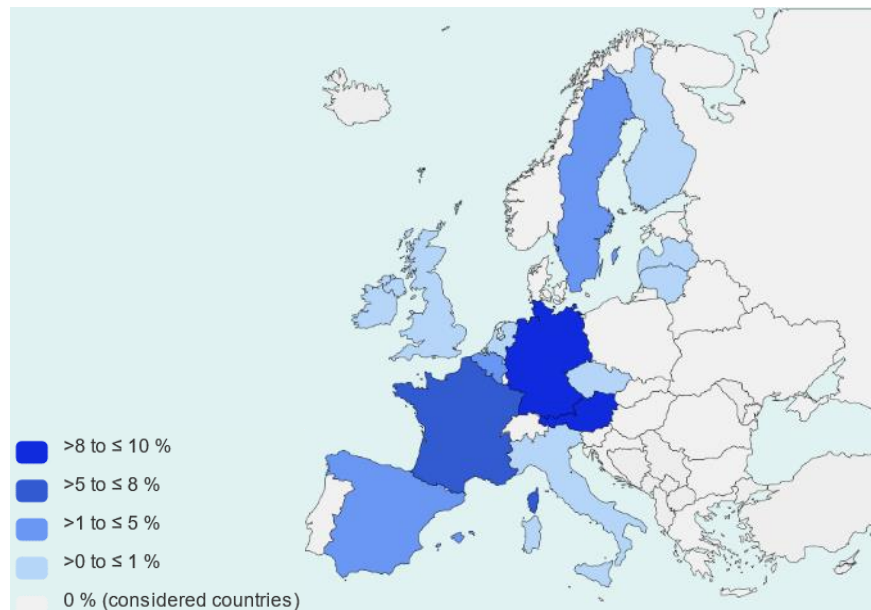 >8 to ≤ 10 %
>5 to ≤ 8 %
>1 to ≤ 5 %
>0 to ≤ 1 %
0 % (considered countries)